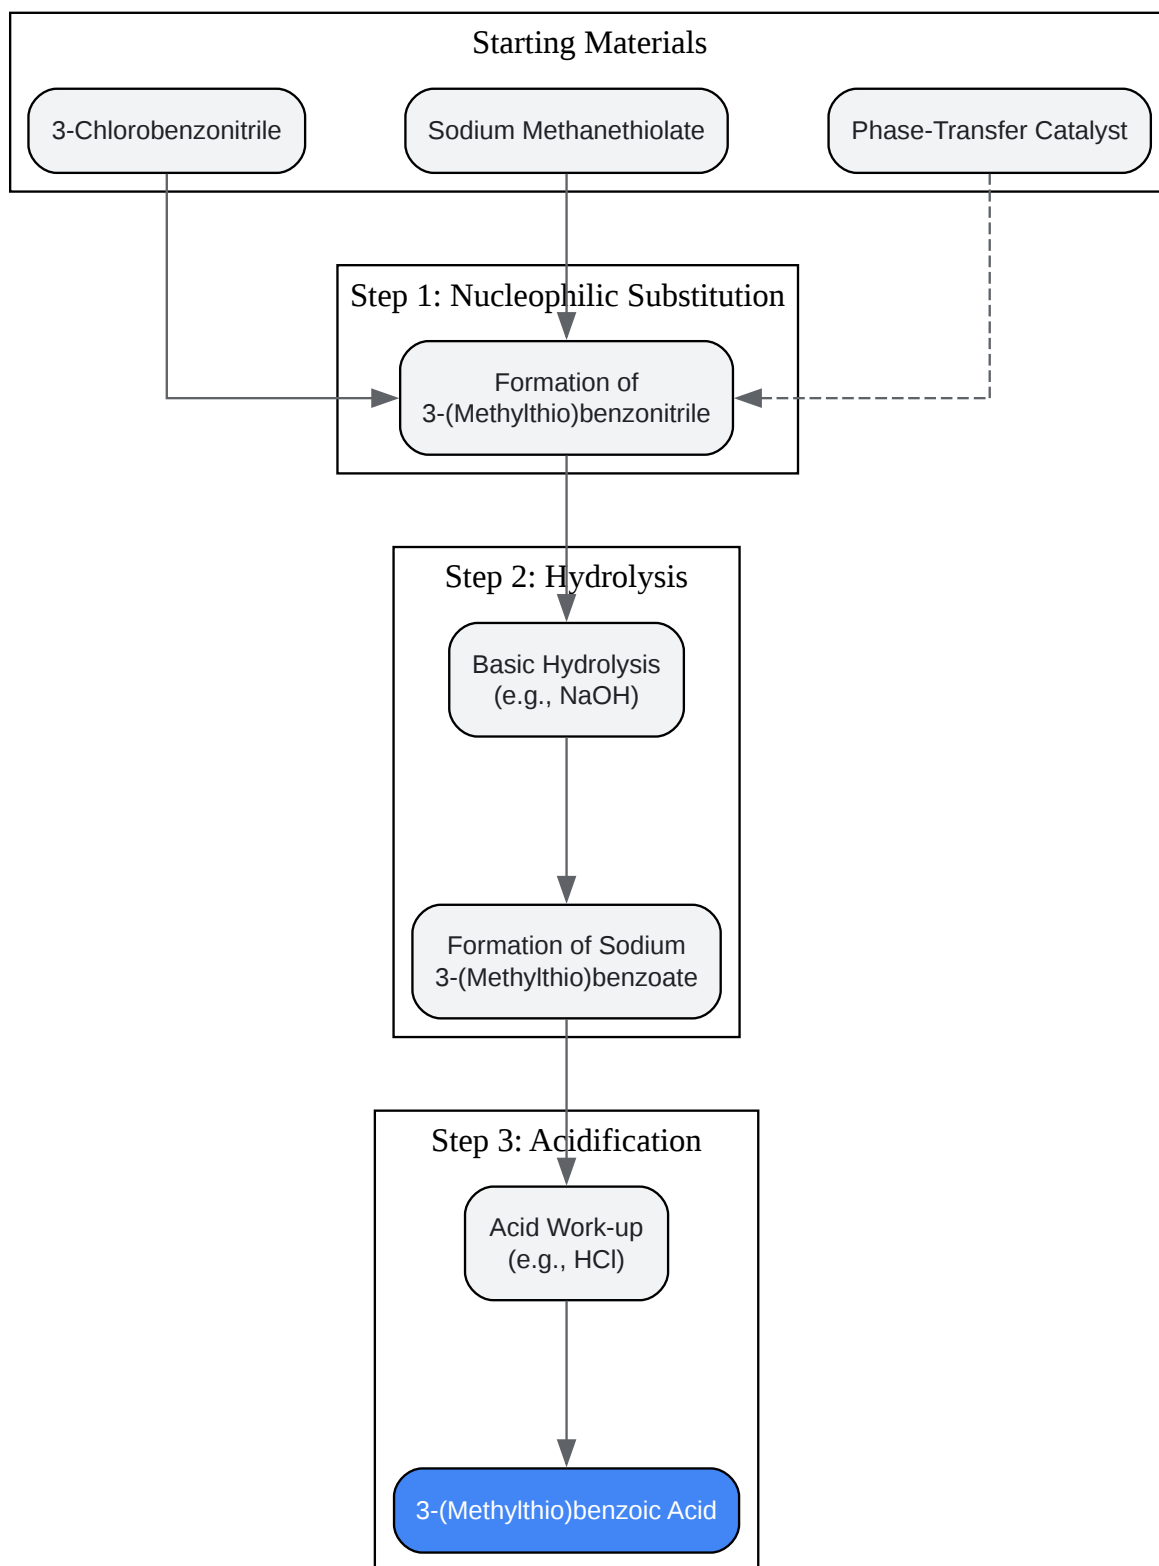 Starting Materials
3-Chlorobenzonitrile
Sodium Methanethiolate
Phase-Transfer Catalyst
Step 1: Nucleophilic Substitution
Formation of
3-(Methylthio)benzonitrile
Step 2: Hydrolysis
Basic Hydrolysis
(e.g., NaOH)
Formation of Sodium
3-(Methylthio)benzoate
Step 3: Acidification
Acid Work-up
(e.g., HCl)
3-(Methylthio)benzoic Acid